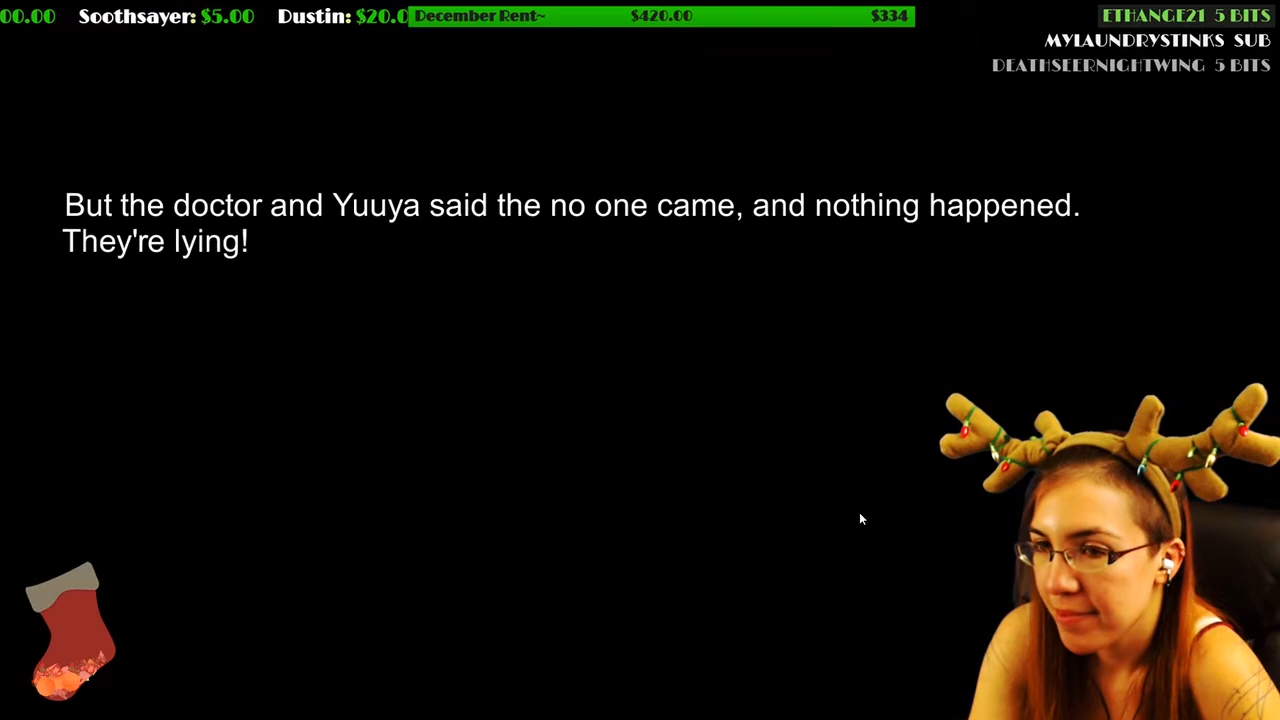 00.00 Soothsayer: $5.00 Dustin: $20.0
December Rent~ $420.00 $334
ETHANGE21 5 BITS
MYLAUNDRYSTINKS SUB
DEATHSEERNIGHTWING 5 BITS
But the doctor and Yuuya said the no one came, and nothing happened.
They're lying!